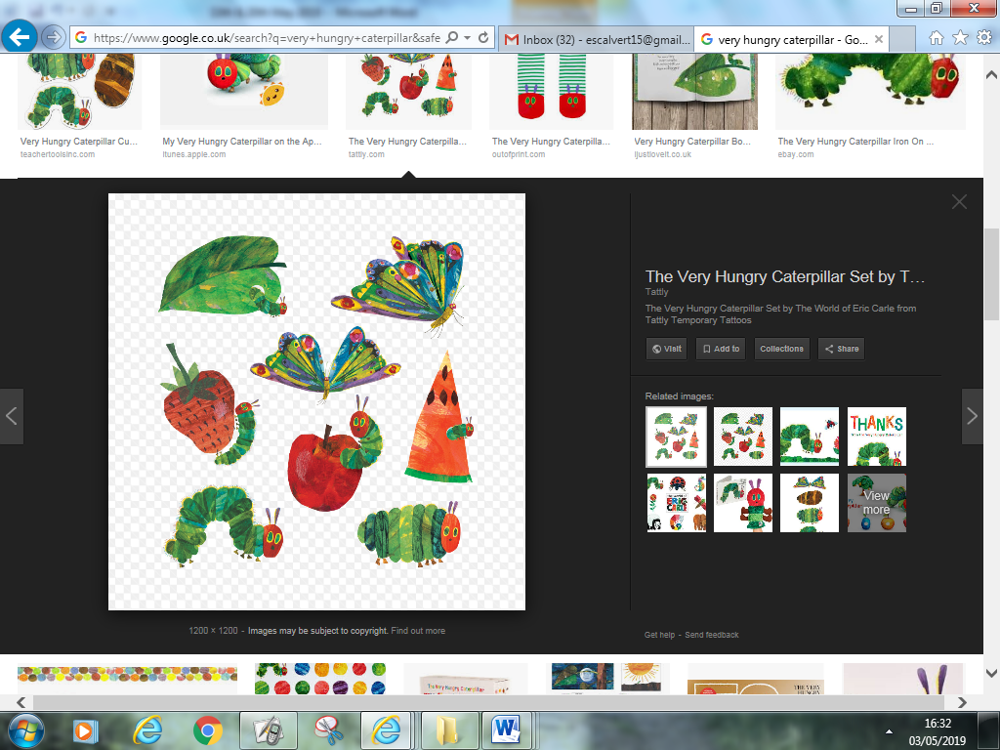 https://www.google.co.uk/search?q=very+hungry+caterpillar&safe
Inbox (32) - escalvert15@gmail...
very hungry caterpillar - Go...
Very Hungry Caterpillar Cu...
teachertoolsinc.com
My Very Hungry Caterpillar on the Ap...
itunes.apple.com
The Very Hungry Caterpilla...
tattly.com
The Very Hungry Caterpilla...
outofprint.com
Very Hungry Caterpillar Bo...
ijustloveit.co.uk
The Very Hungry Caterpillar Iron On ...
ebay.com
The Very Hungry Caterpillar Set by T...
Tattly
The Very Hungry Caterpillar Set by The World of Eric Carle from
Tattly Temporary Tattoos
Visit
Add to
Collections
Share
Related images:
THANKS
ERIC
CARLE
View
more
1200 × 1200 - Images may be subject to copyright. Find out more
Get help - Send feedback
The Very Hungry Caterpillar
THE VERY
16:32
03/05/2019